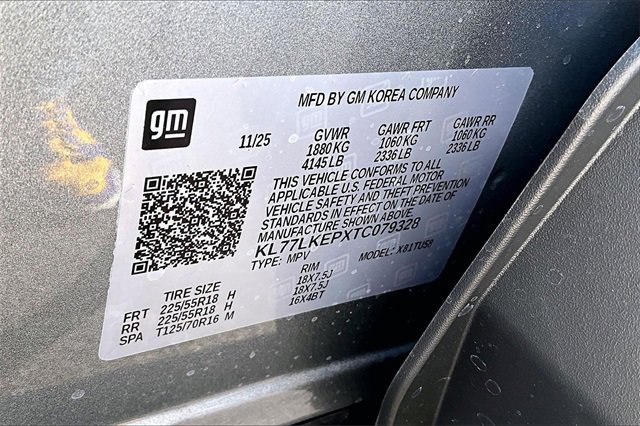 gm
MFD BY GM KOREA COMPANY
11/25 GVWR GAWR FRT GAWR RR
1880 KG 1060 KG 1060 KG
4145 LB 2336 LB 2336 LB
THIS VEHICLE CONFORMS TO ALL
APPLICABLE U.S. FEDERAL MOTOR
VEHICLE SAFETY AND THEFT PREVENTION
STANDARDS IN EFFECT ON THE DATE OF
MANUFACTURE SHOWN ABOVE.
KL77LKEPXTC079328
TYPE: MPV MODEL: X81TU58
TIRE SIZE RIM
FRT 225/55R18 H 18X7.5J
RR 225/55R18 H 18X7.5J
SPA T125/70R16 M 16X4BT